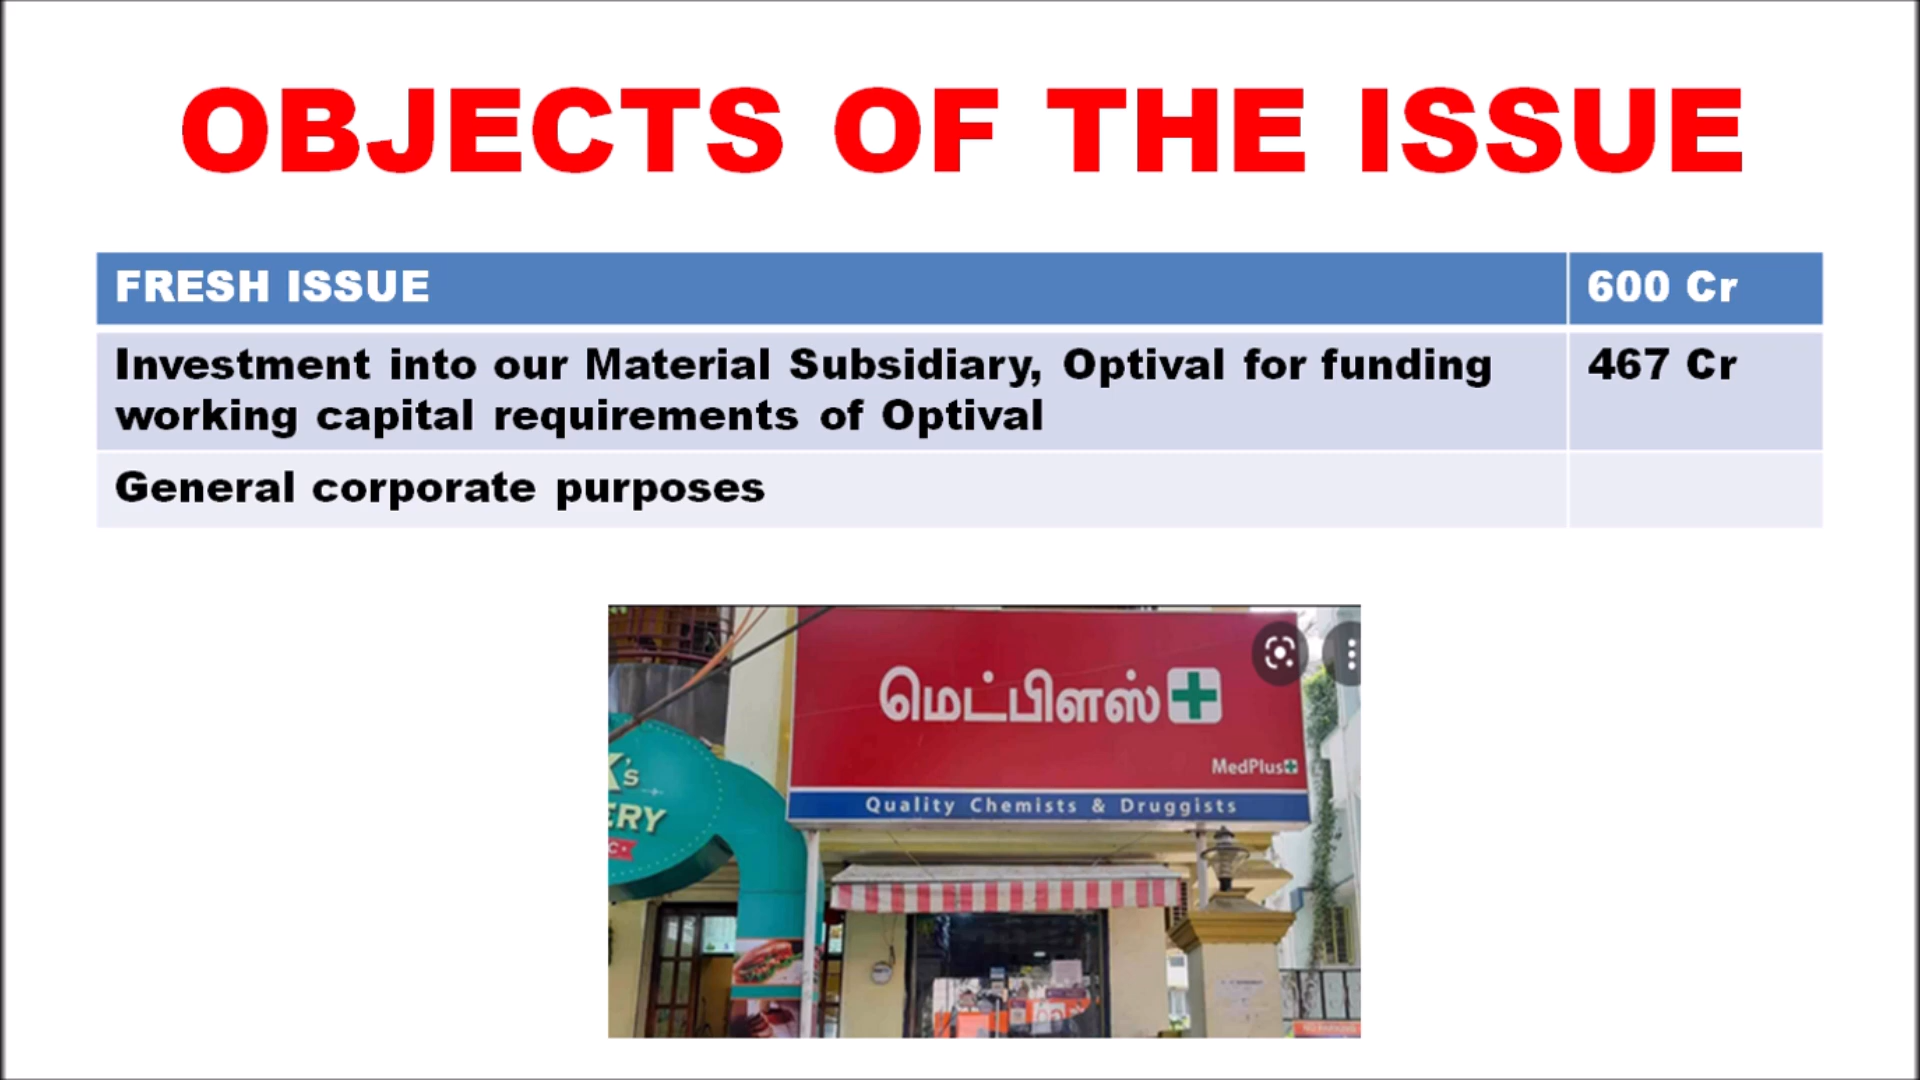 OBJECTS OF THE ISSUE
FRESH ISSUE 600 Cr
Investment into our Material Subsidiary, Optival for funding 467 Cr
working capital requirements of Optival
General corporate purposes
மெட்பிளஸ்
MedPlus
Quality Chemists & Druggists
K's
ERY